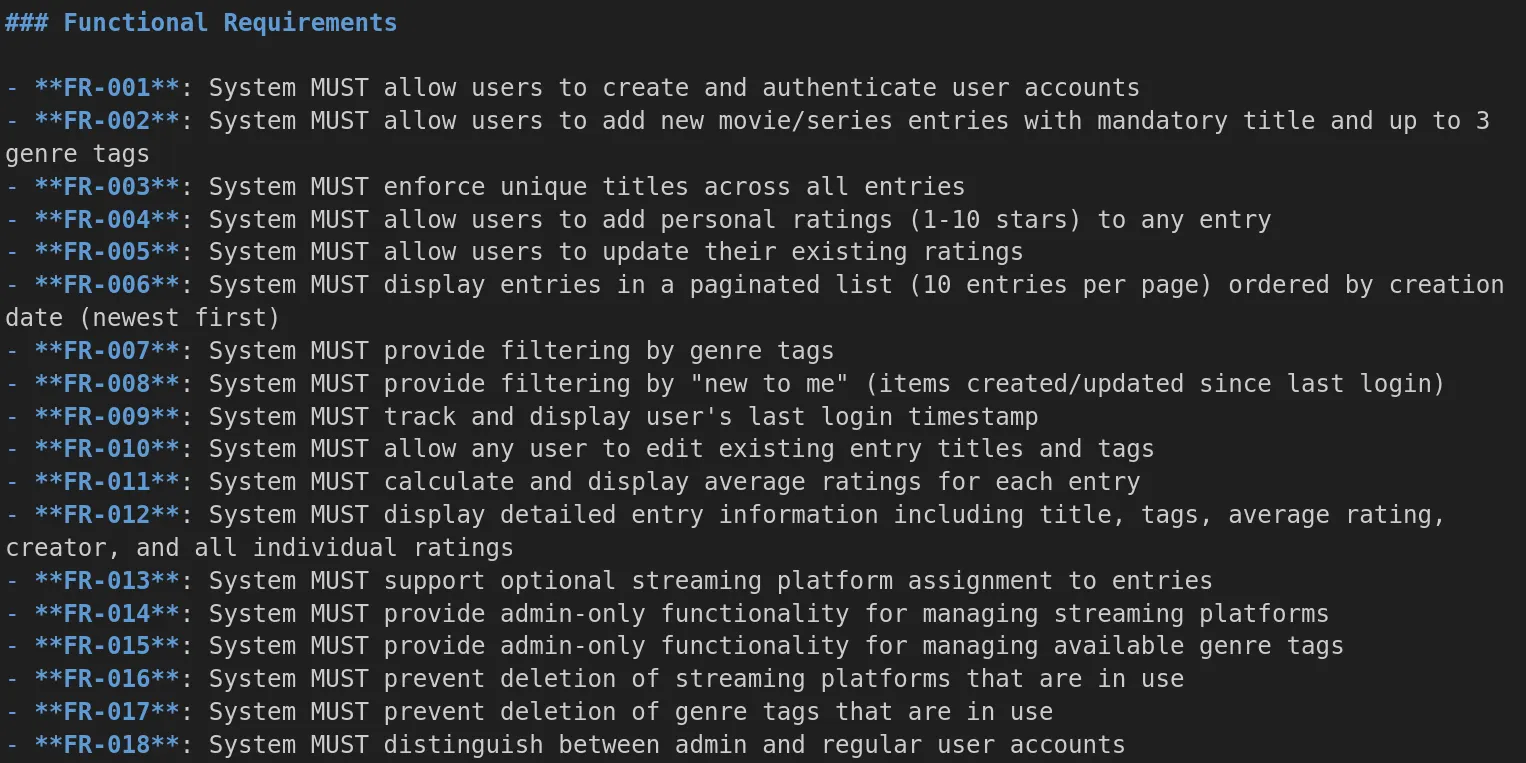 ### Functional Requirements
- **FR-001**: System MUST allow users to create and authenticate user accounts
- **FR-002**: System MUST allow users to add new movie/series entries with mandatory title and up to 3
genre tags
- **FR-003**: System MUST enforce unique titles across all entries
- **FR-004**: System MUST allow users to add personal ratings (1-10 stars) to any entry
- **FR-005**: System MUST allow users to update their existing ratings
- **FR-006**: System MUST display entries in a paginated list (10 entries per page) ordered by creation
date (newest first)
- **FR-007**: System MUST provide filtering by genre tags
- **FR-008**: System MUST provide filtering by "new to me" (items created/updated since last login)
- **FR-009**: System MUST track and display user's last login timestamp
- **FR-010**: System MUST allow any user to edit existing entry titles and tags
- **FR-011**: System MUST calculate and display average ratings for each entry
- **FR-012**: System MUST display detailed entry information including title, tags, average rating,
creator, and all individual ratings
- **FR-013**: System MUST support optional streaming platform assignment to entries
- **FR-014**: System MUST provide admin-only functionality for managing streaming platforms
- **FR-015**: System MUST provide admin-only functionality for managing available genre tags
- **FR-016**: System MUST prevent deletion of streaming platforms that are in use
- **FR-017**: System MUST prevent deletion of genre tags that are in use
- **FR-018**: System MUST distinguish between admin and regular user accounts